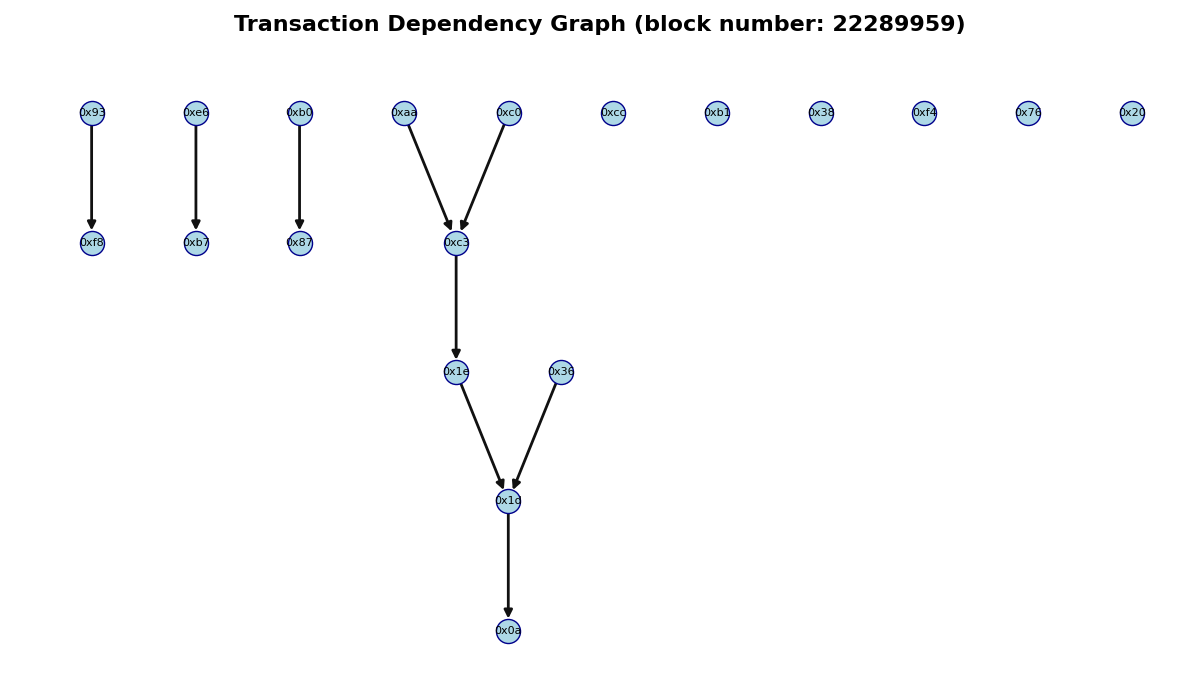 Transaction Dependency Graph (block number: 22289959)
0x93 0xe6 0xb0 0xaa 0xc0 0xcc 0xb1 0x38 0xf4 0x76 0x20
0xf8 0xb7 0x87 0xc3
0x1e 0x36
0x1d
0x0a